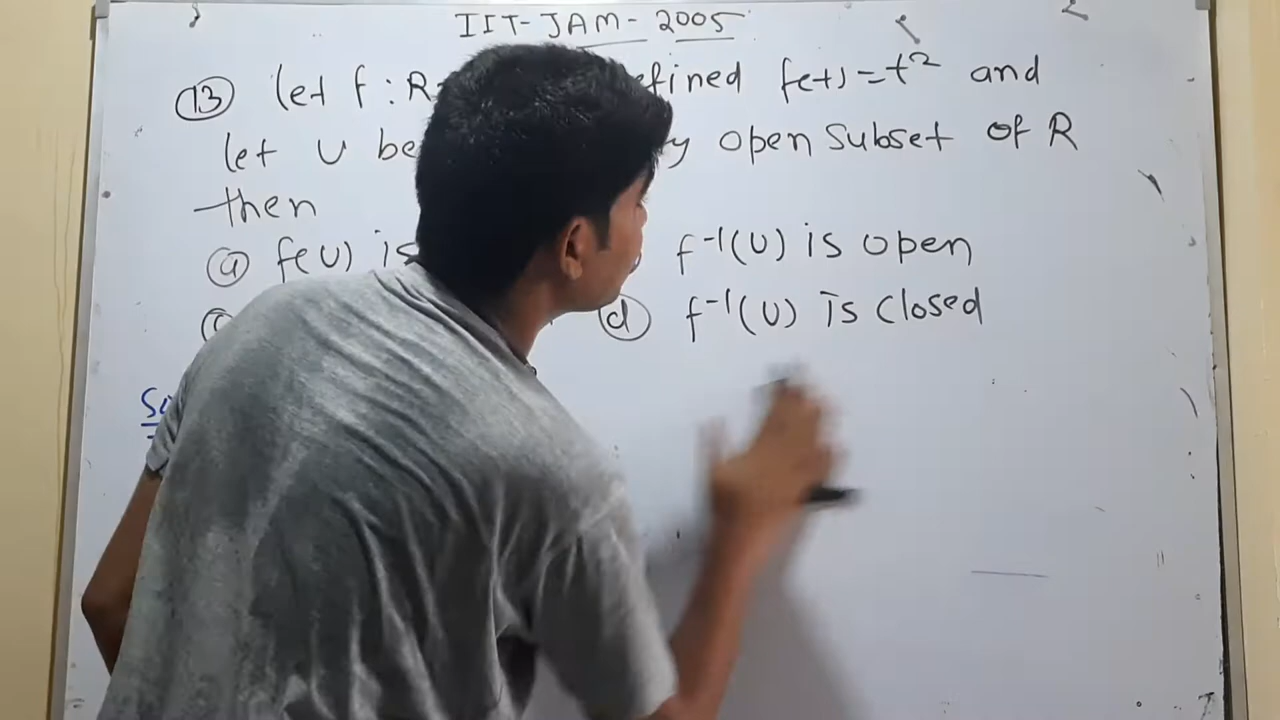 IIT-JAM-2005
(13) let f : R efined f(t) = t² and
let U be y open subset of R
then
(a) f(U) is f⁻¹(U) is open
(d) f⁻¹(U) is closed